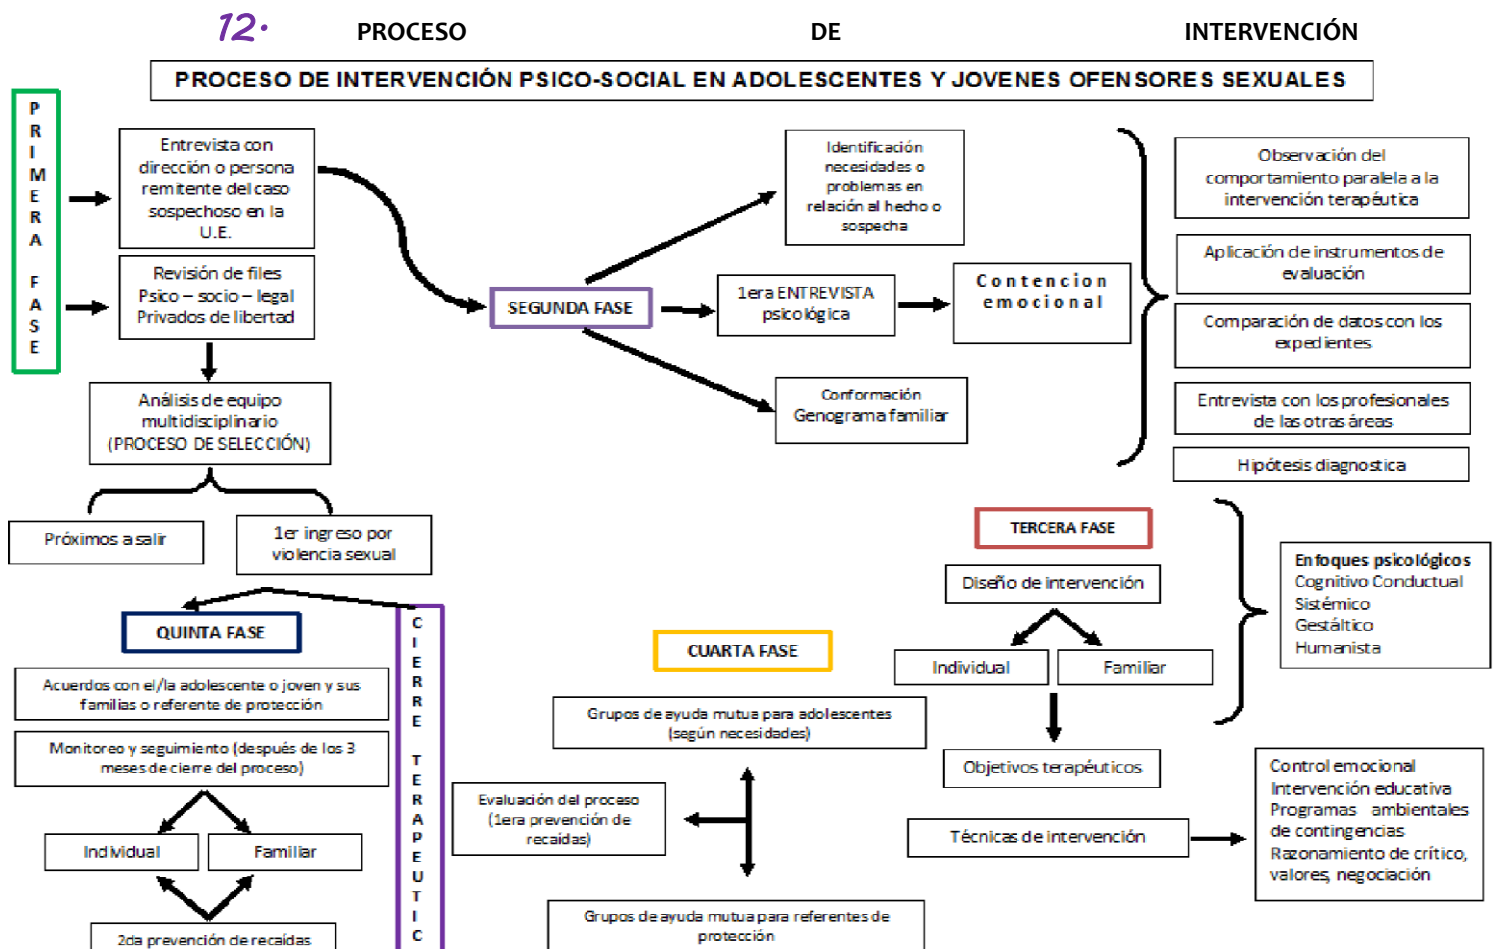 12. PROCESO DE INTERVENCIÓN
PROCESO DE INTERVENCIÓN PSICO-SOCIAL EN ADOLESCENTES Y JOVENES OFENSORES SEXUALES
PRIMERA FASE
Entrevista con
dirección o persona
remitente del caso
sospechoso en la
U.E.
Revisión de files
Psico – socio – legal
Privados de libertad
Análisis de equipo
multidisciplinario
(PROCESO DE SELECCIÓN)
Próximos a salir
1er ingreso por
violencia sexual
SEGUNDA FASE
Identificación
necesidades o
problemas en
relación al hecho o
sospecha
1era ENTREVISTA
psicológica
Contencion
emocional
Conformación
Genograma familiar
Observación del
comportamiento paralela a la
intervención terapéutica
Aplicación de instrumentos de
evaluación
Comparación de datos con los
expedientes
Entrevista con los profesionales
de las otras áreas
Hipótesis diagnostica
TERCERA FASE
Diseño de intervención
Individual
Familiar
Objetivos terapéuticos
Técnicas de intervención
Enfoques psicológicos
Cognitivo Conductual
Sistémico
Gestáltico
Humanista
Control emocional
Intervención educativa
Programas ambientales
de contingencias
Razonamiento de crítico,
valores, negociación
CUARTA FASE
Grupos de ayuda mutua para adolescentes
(según necesidades)
Evaluación del proceso
(1era prevención de
recaídas)
Grupos de ayuda mutua para referentes de
protección
QUINTA FASE
Acuerdos con el/la adolescente o joven y sus
familias o referente de protección
Monitoreo y seguimiento (después de los 3
meses de cierre del proceso)
Individual
Familiar
2da prevención de recaídas
CIERRE TERAPEUTIC